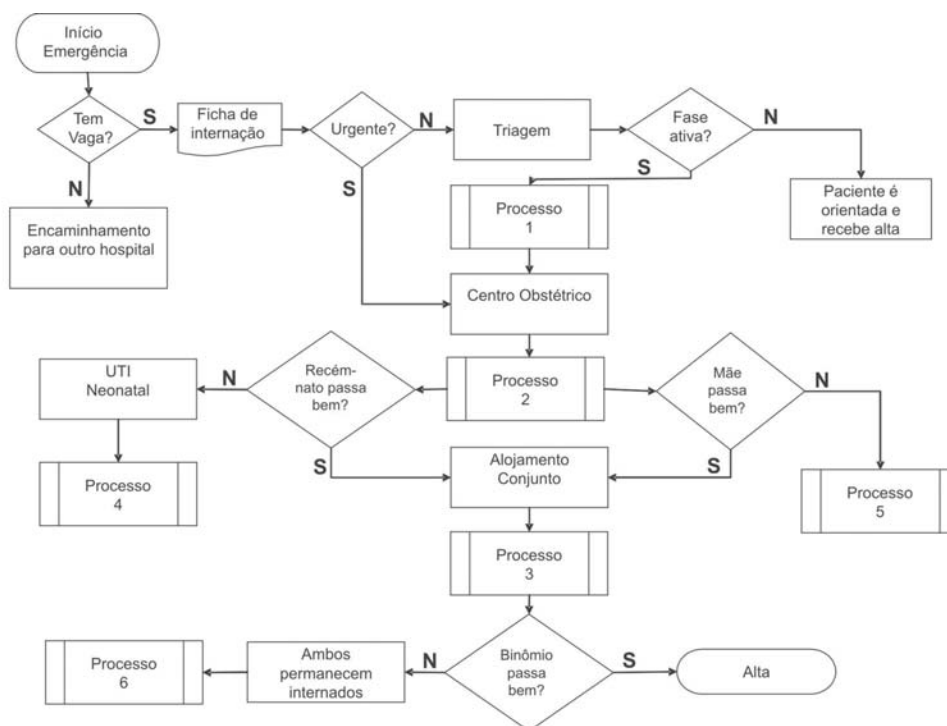 Início
Emergência
Tem
Vaga?
S
N
Encaminhamento
para outro hospital
Ficha de
internação
Urgente?
N
S
Triagem
Fase
ativa?
N
S
Paciente é
orientada e
recebe alta
Processo
1
Centro Obstétrico
Processo
2
Recém-
nato passa
bem?
N
S
UTI
Neonatal
Processo
4
Mãe
passa
bem?
N
S
Processo
5
Alojamento
Conjunto
Processo
3
Binômio
passa
bem?
N
S
Ambos
permanecem
internados
Processo
6
Alta